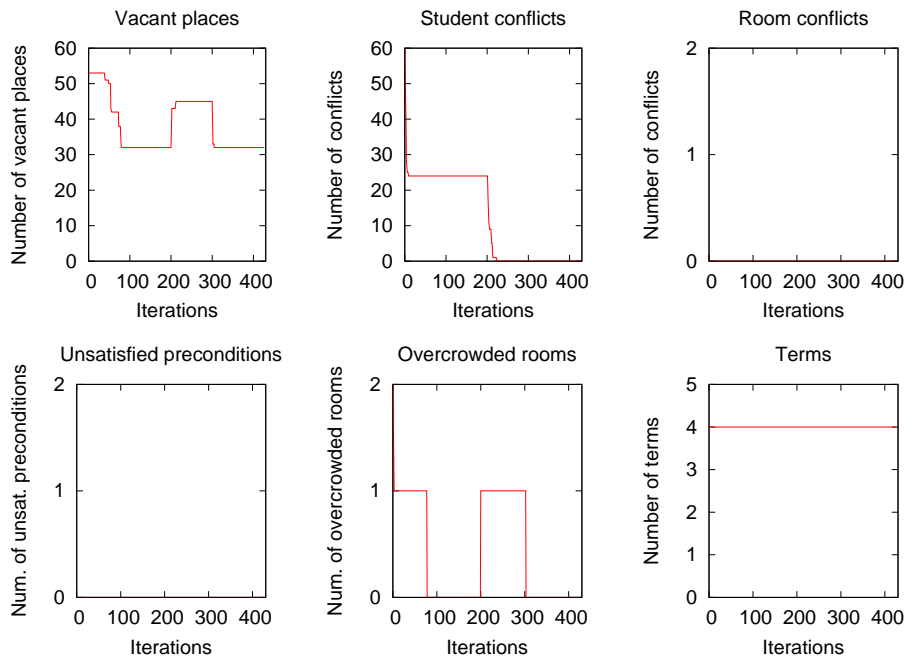 Vacant places
Number of vacant places
60
50
40
30
20
10
0
0 100 200 300 400
Iterations
Student conflicts
Number of conflicts
60
50
40
30
20
10
0
0 100 200 300 400
Iterations
Room conflicts
Number of conflicts
2
1
0
0 100 200 300 400
Iterations
Unsatisfied preconditions
Num. of unsat. preconditions
2
1
0
0 100 200 300 400
Iterations
Overcrowded rooms
Num. of overcrowded rooms
2
1
0
0 100 200 300 400
Iterations
Terms
Number of terms
5
4
3
2
1
0
0 100 200 300 400
Iterations